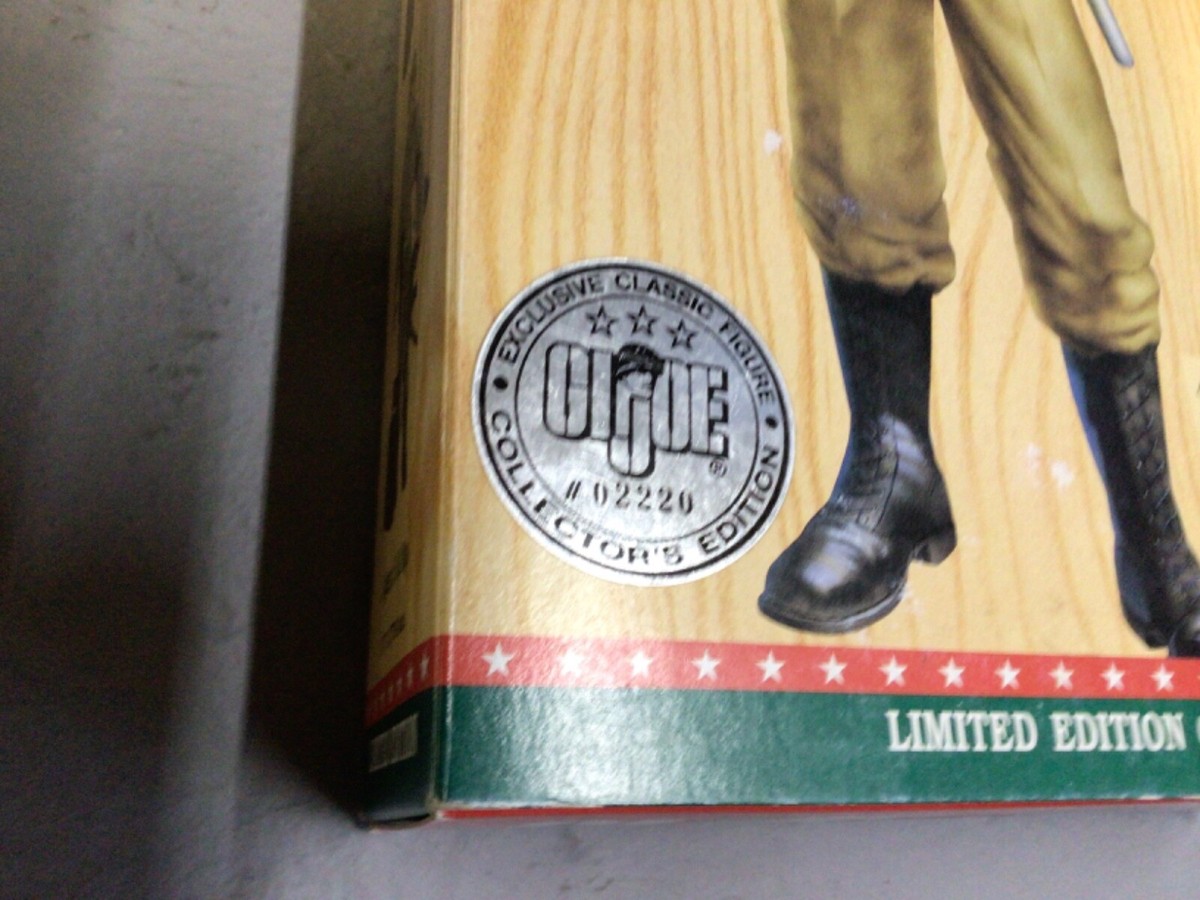 • EXCLUSIVE CLASSIC FIGURE •
GI JOE ®
# 02220
COLLECTOR'S EDITION
LIMITED EDITION